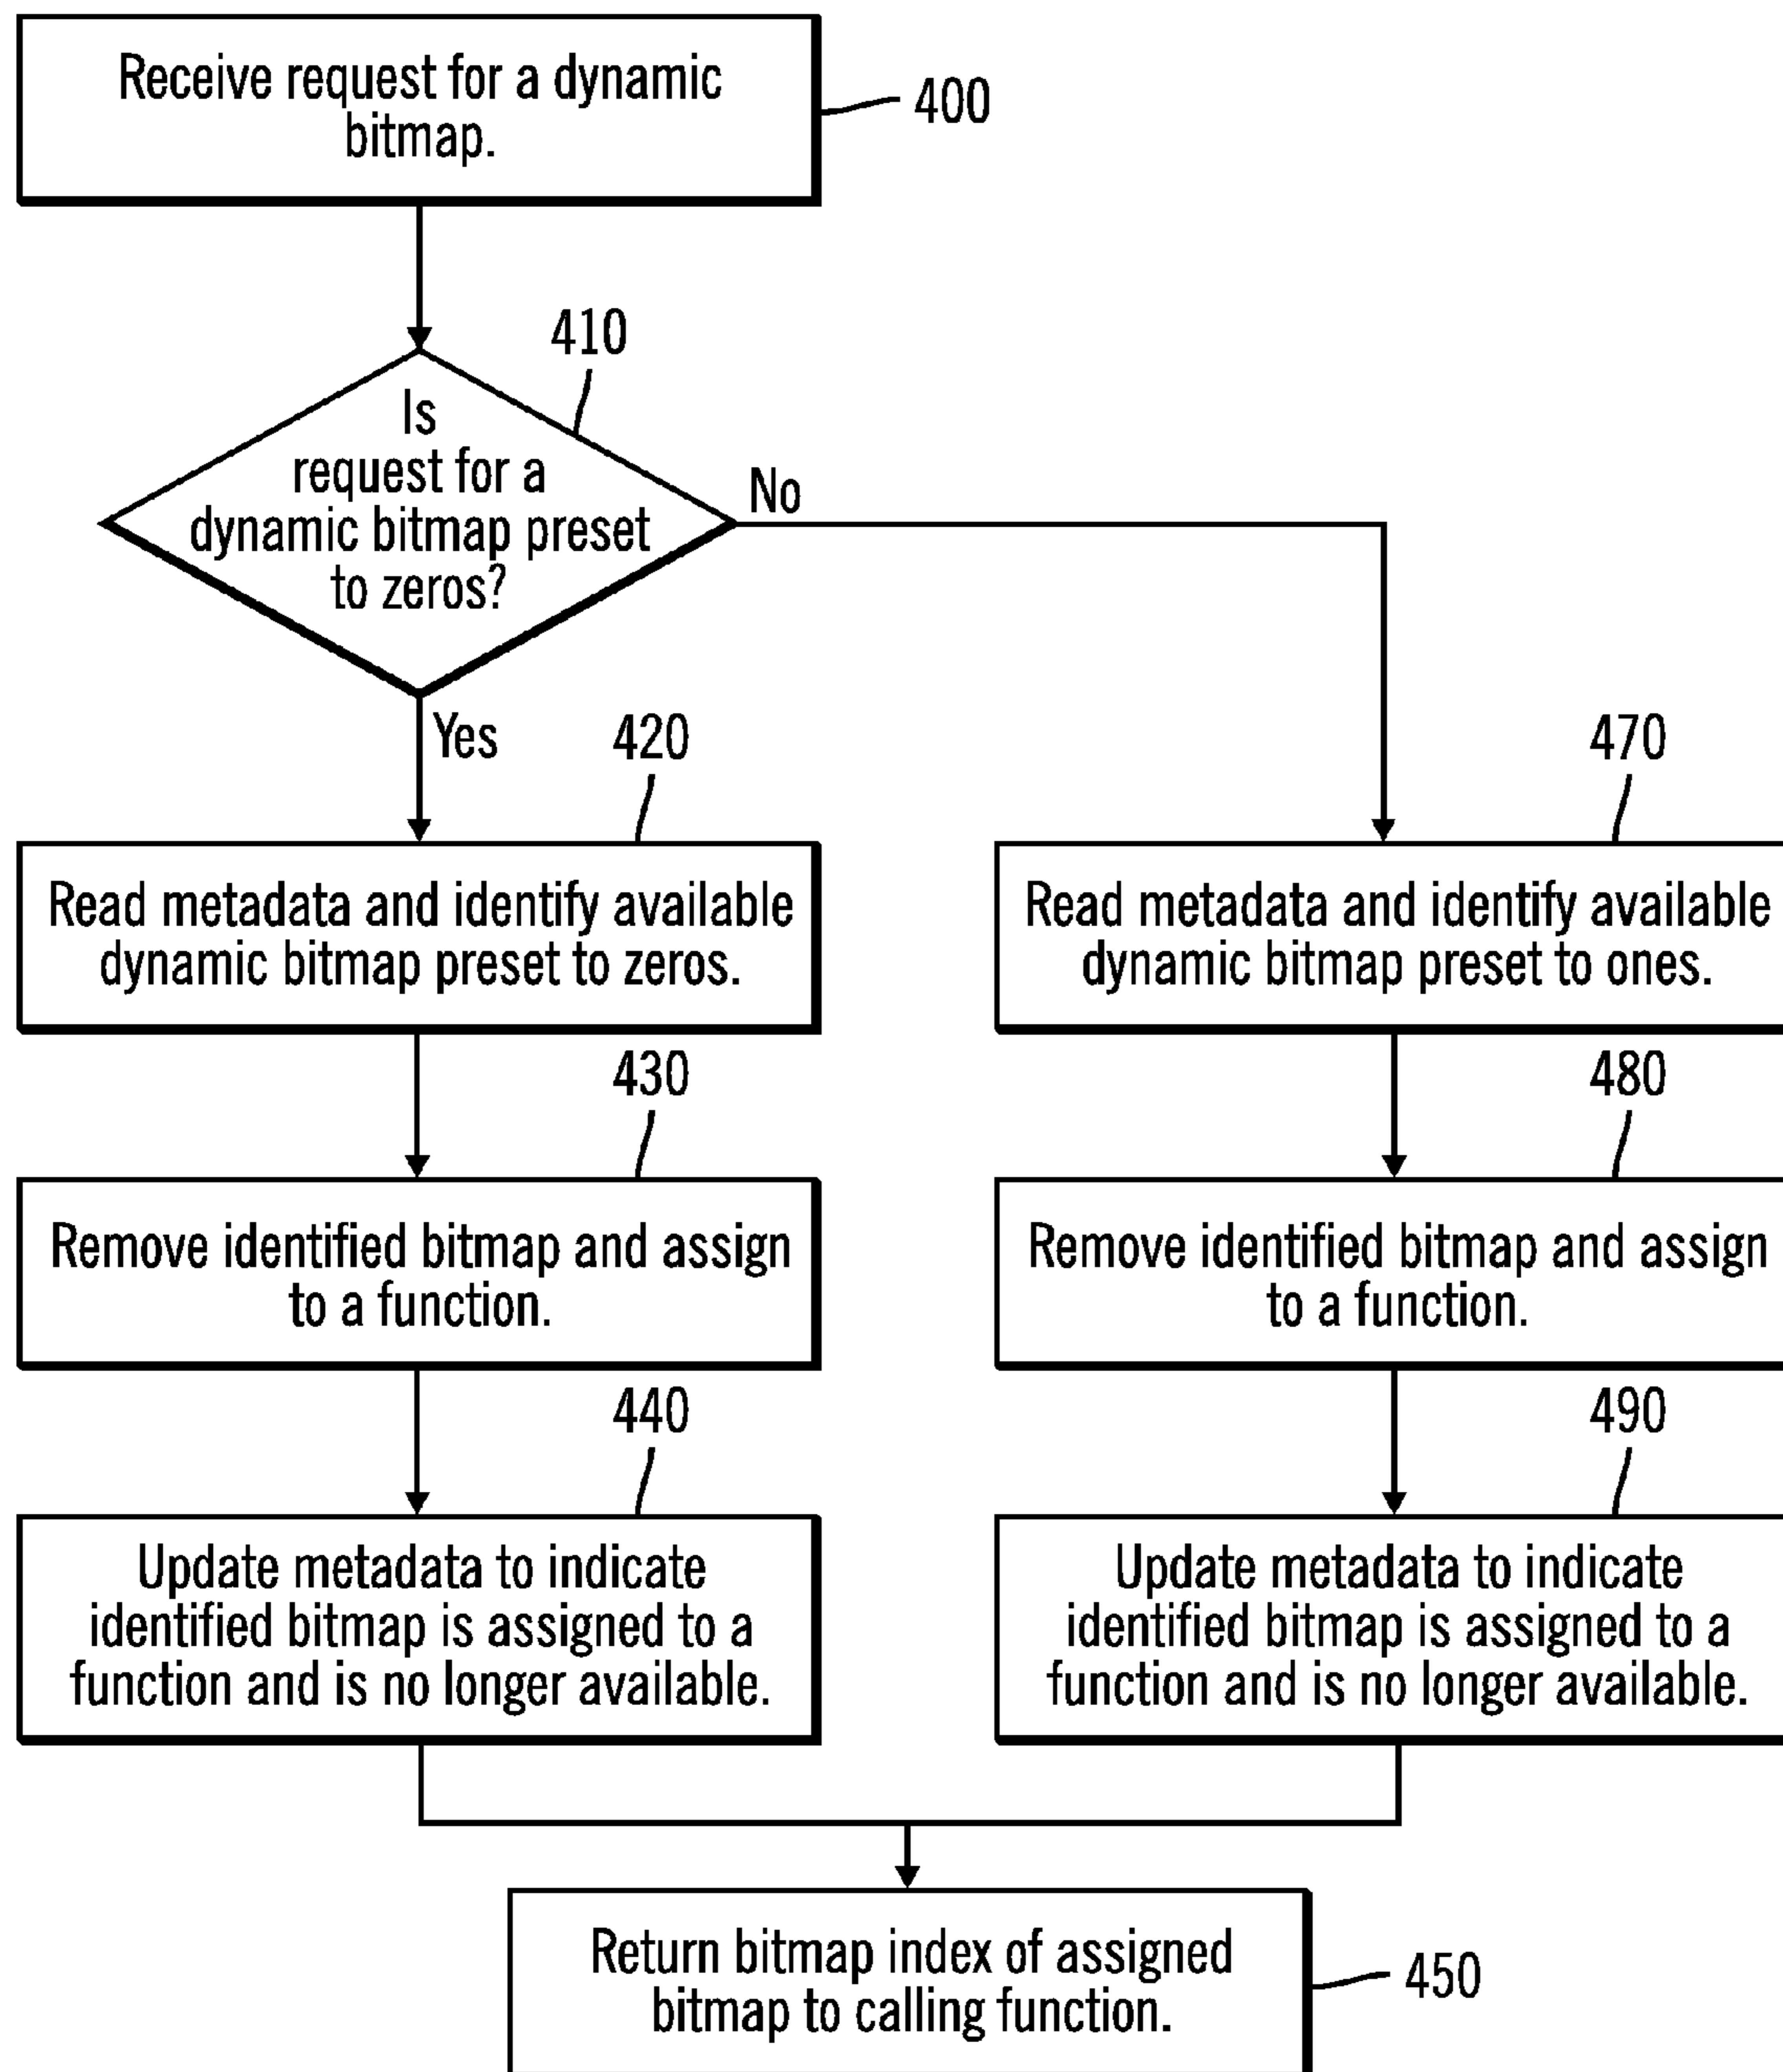 Receive request for a dynamic
bitmap.
400
410
Is
request for a
dynamic bitmap preset
to zeros?
No
Yes
420
470
Read metadata and identify available
dynamic bitmap preset to zeros.
Read metadata and identify available
dynamic bitmap preset to ones.
430
480
Remove identified bitmap and assign
to a function.
Remove identified bitmap and assign
to a function.
440
490
Update metadata to indicate
identified bitmap is assigned to a
function and is no longer available.
Update metadata to indicate
identified bitmap is assigned to a
function and is no longer available.
Return bitmap index of assigned
bitmap to calling function.
450